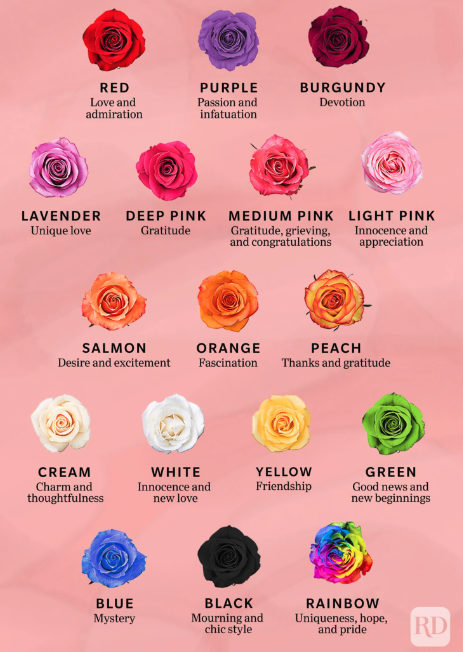 RED
Love and
admiration
PURPLE
Passion and
infatuation
BURGUNDY
Devotion
LAVENDER
Unique love
DEEP PINK
Gratitude
MEDIUM PINK
Gratitude, grieving,
and congratulations
LIGHT PINK
Innocence and
appreciation
SALMON
Desire and excitement
ORANGE
Fascination
PEACH
Thanks and gratitude
CREAM
Charm and
thoughtfulness
WHITE
Innocence and
new love
YELLOW
Friendship
GREEN
Good news and
new beginnings
BLUE
Mystery
BLACK
Mourning and
chic style
RAINBOW
Uniqueness, hope,
and pride
RD